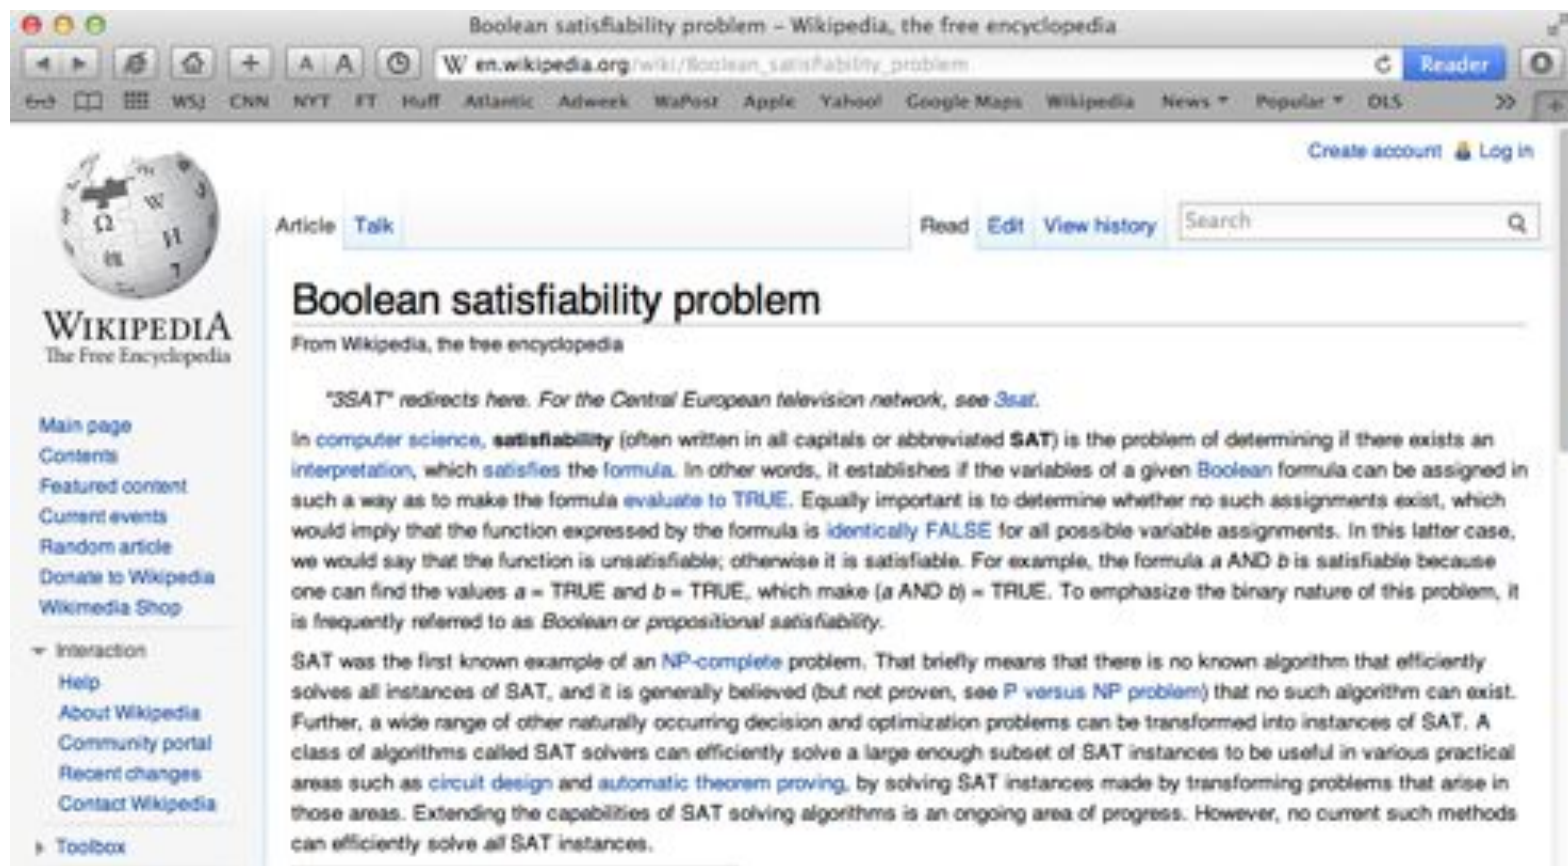 Boolean satisfiability problem – Wikipedia, the free encyclopedia
+ A A W en.wikipedia.org/wiki/Boolean_satisfiability_problem Reader
WSJ CNN NYT FT Huff Atlantic Adweek WaPost Apple Yahoo! Google Maps Wikipedia News Popular DLS >> +
Create account Log in
Article Talk Read Edit View history Search
Boolean satisfiability problem
WIKIPEDIA
The Free Encyclopedia
From Wikipedia, the free encyclopedia
"3SAT" redirects here. For the Central European television network, see 3sat.
In computer science, satisfiability (often written in all capitals or abbreviated SAT) is the problem of determining if there exists an
interpretation, which satisfies the formula. In other words, it establishes if the variables of a given Boolean formula can be assigned in
such a way as to make the formula evaluate to TRUE. Equally important is to determine whether no such assignments exist, which
would imply that the function expressed by the formula is identically FALSE for all possible variable assignments. In this latter case,
we would say that the function is unsatisfiable; otherwise it is satisfiable. For example, the formula a AND b is satisfiable because
one can find the values a = TRUE and b = TRUE, which make (a AND b) = TRUE. To emphasize the binary nature of this problem, it
is frequently referred to as Boolean or propositional satisfiability.
SAT was the first known example of an NP-complete problem. That briefly means that there is no known algorithm that efficiently
solves all instances of SAT, and it is generally believed (but not proven, see P versus NP problem) that no such algorithm can exist.
Further, a wide range of other naturally occurring decision and optimization problems can be transformed into instances of SAT. A
class of algorithms called SAT solvers can efficiently solve a large enough subset of SAT instances to be useful in various practical
areas such as circuit design and automatic theorem proving, by solving SAT instances made by transforming problems that arise in
those areas. Extending the capabilities of SAT solving algorithms is an ongoing area of progress. However, no current such methods
can efficiently solve all SAT instances.
Main page
Contents
Featured content
Current events
Random article
Donate to Wikipedia
Wikimedia Shop
Interaction
Help
About Wikipedia
Community portal
Recent changes
Contact Wikipedia
Toolbox